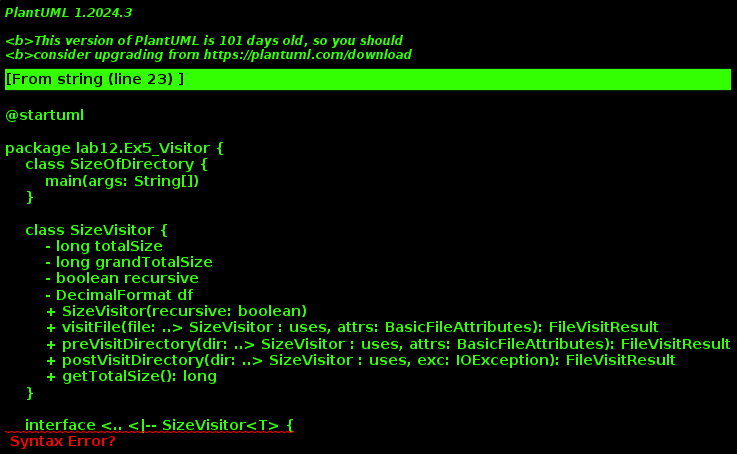 PlantUML 1.2024.3
<b>This version of PlantUML is 101 days old, so you should
<b>consider upgrading from https://plantuml.com/download
[From string (line 23) ]
@startuml
package lab12.Ex5_Visitor {
class SizeOfDirectory {
main(args: String[])
}
class SizeVisitor {
- long totalSize
- long grandTotalSize
- boolean recursive
- DecimalFormat df
+ SizeVisitor(recursive: boolean)
+ visitFile(file: ..> SizeVisitor : uses, attrs: BasicFileAttributes): FileVisitResult
+ preVisitDirectory(dir: ..> SizeVisitor : uses, attrs: BasicFileAttributes): FileVisitResult
+ postVisitDirectory(dir: ..> SizeVisitor : uses, exc: IOException): FileVisitResult
+ getTotalSize(): long
}
interface <.. <|-- SizeVisitor<T> {
Syntax Error?